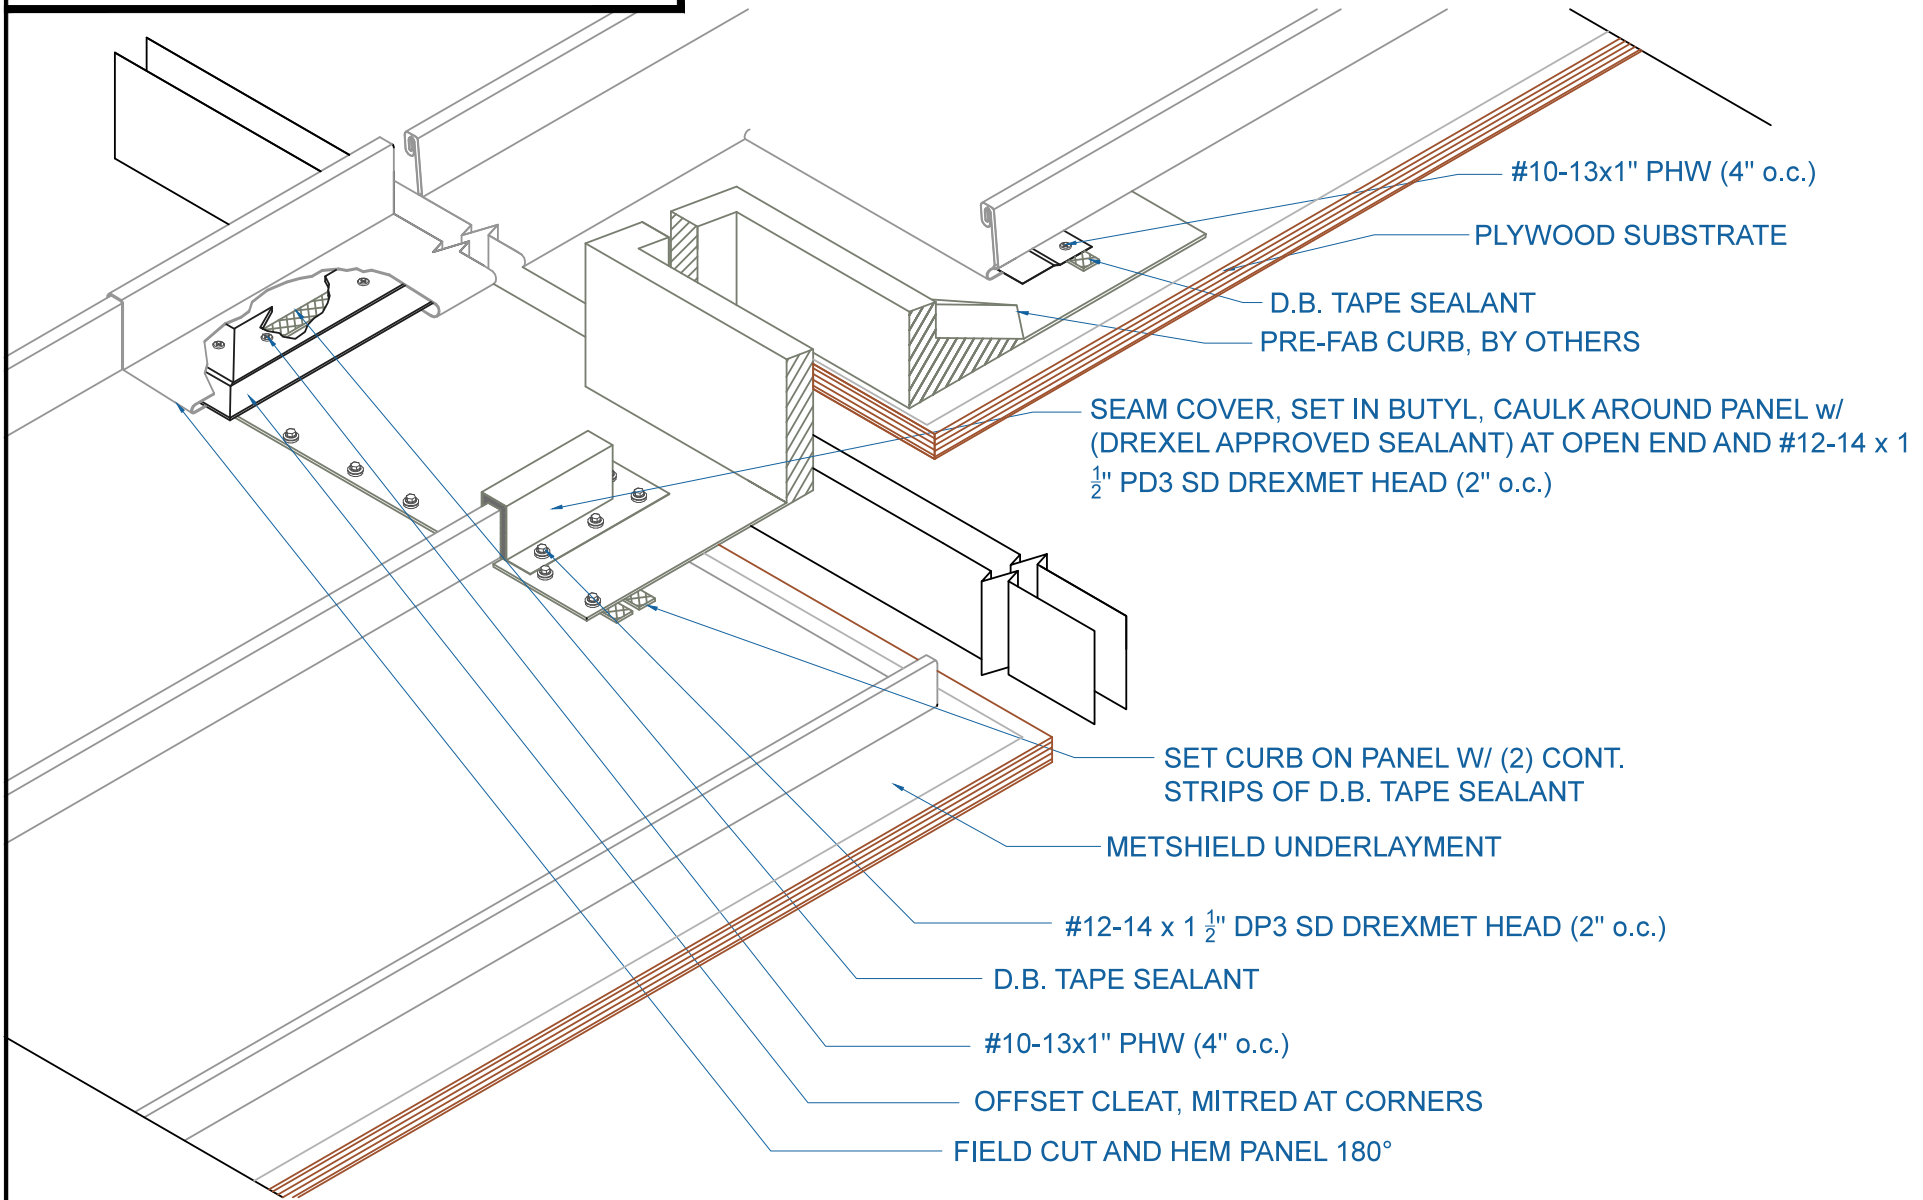 #10-13x1" PHW (4" o.c.)
PLYWOOD SUBSTRATE
D.B. TAPE SEALANT
PRE-FAB CURB, BY OTHERS
SEAM COVER, SET IN BUTYL, CAULK AROUND PANEL w/
(DREXEL APPROVED SEALANT) AT OPEN END AND #12-14 x 1
1/2" PD3 SD DREXMET HEAD (2" o.c.)
SET CURB ON PANEL W/ (2) CONT.
STRIPS OF D.B. TAPE SEALANT
METSHIELD UNDERLAYMENT
#12-14 x 1 1/2" DP3 SD DREXMET HEAD (2" o.c.)
D.B. TAPE SEALANT
#10-13x1" PHW (4" o.c.)
OFFSET CLEAT, MITRED AT CORNERS
FIELD CUT AND HEM PANEL 180°